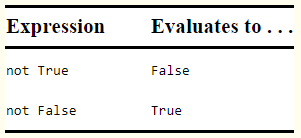 Expression Evaluates to . . .
not True False
not False True